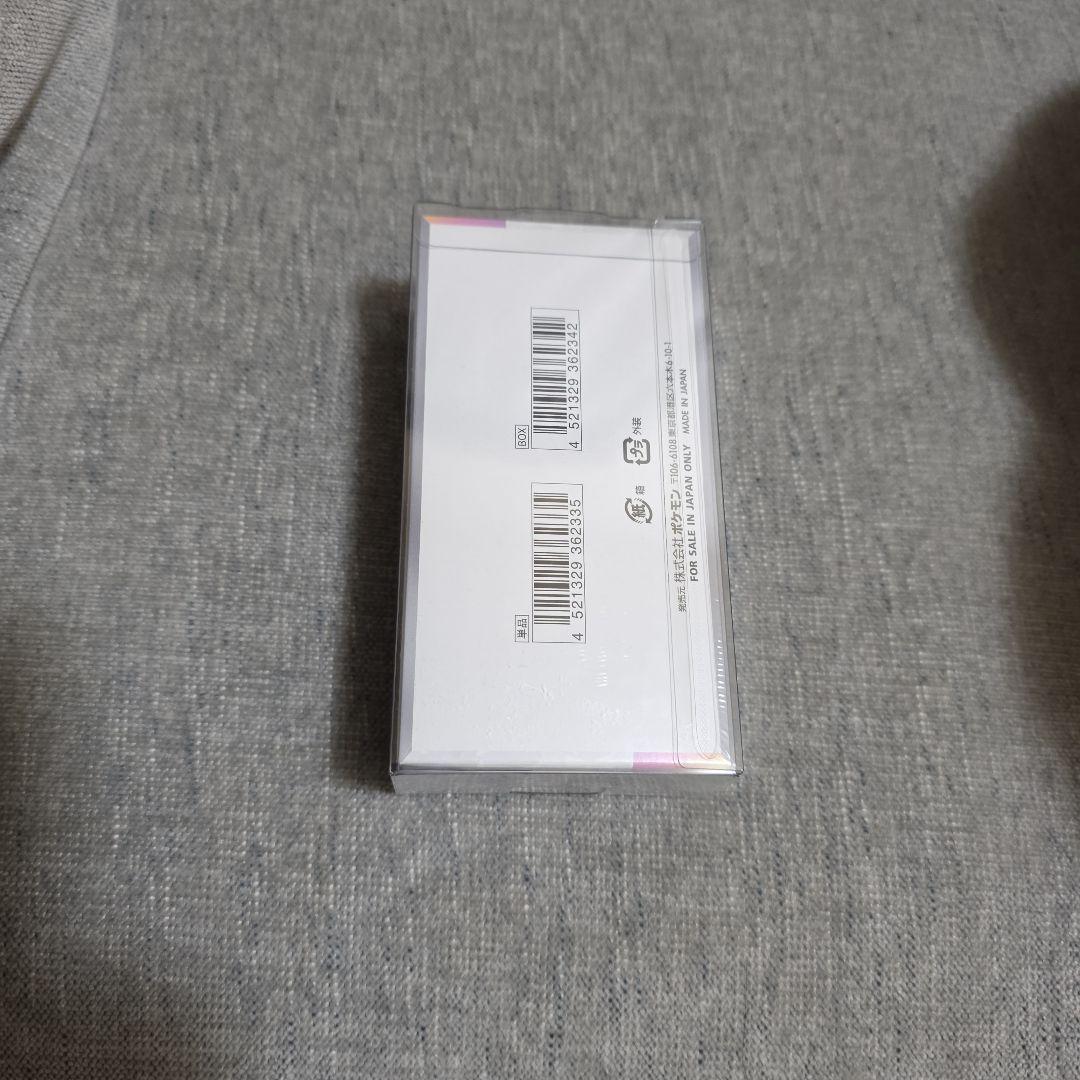 単品
4 521329 362335
BOX
4 521329 362342
紙 箱
プラ 外装
発売元 株式会社ポケモン 〒106-6108 東京都港区六本木6-10-1
FOR SALE IN JAPAN ONLY MADE IN JAPAN